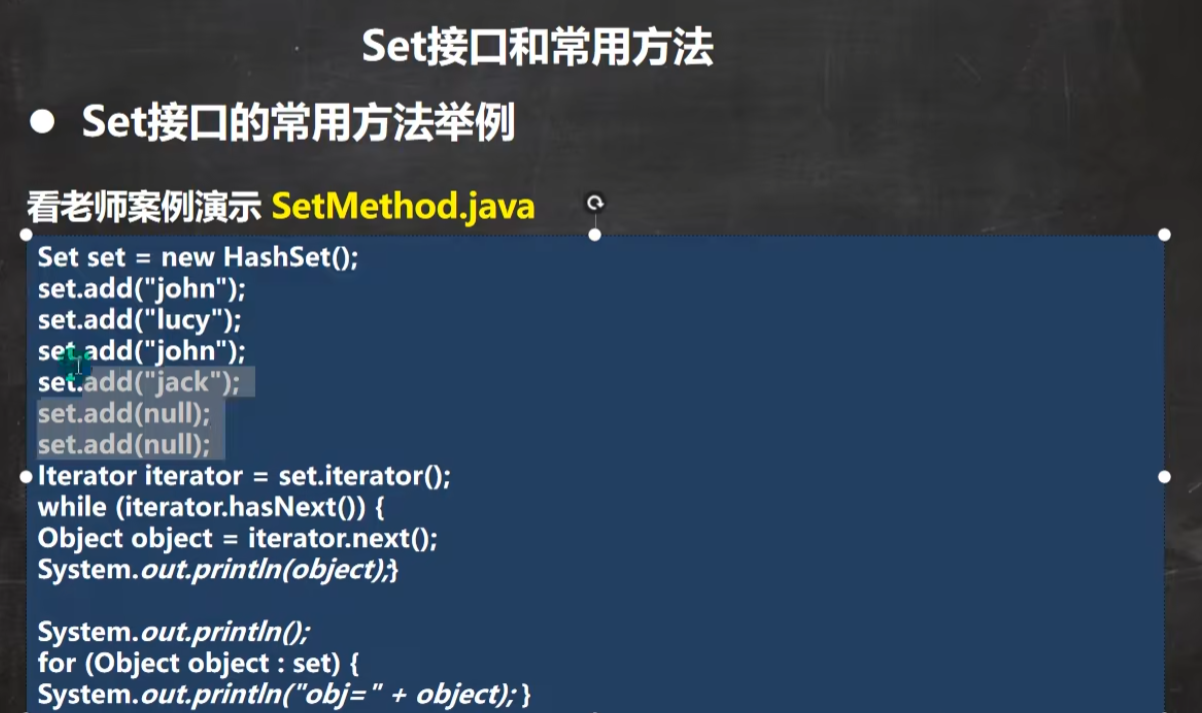 Set接口和常用方法
● Set接口的常用方法举例
看老师案例演示 SetMethod.java
Set set = new HashSet();
set.add("john");
set.add("lucy");
set.add("john");
set.add("jack");
set.add(null);
set.add(null);
Iterator iterator = set.iterator();
while (iterator.hasNext()) {
Object object = iterator.next();
System.out.println(object);}
System.out.println();
for (Object object : set) {
System.out.println("obj=" + object); }